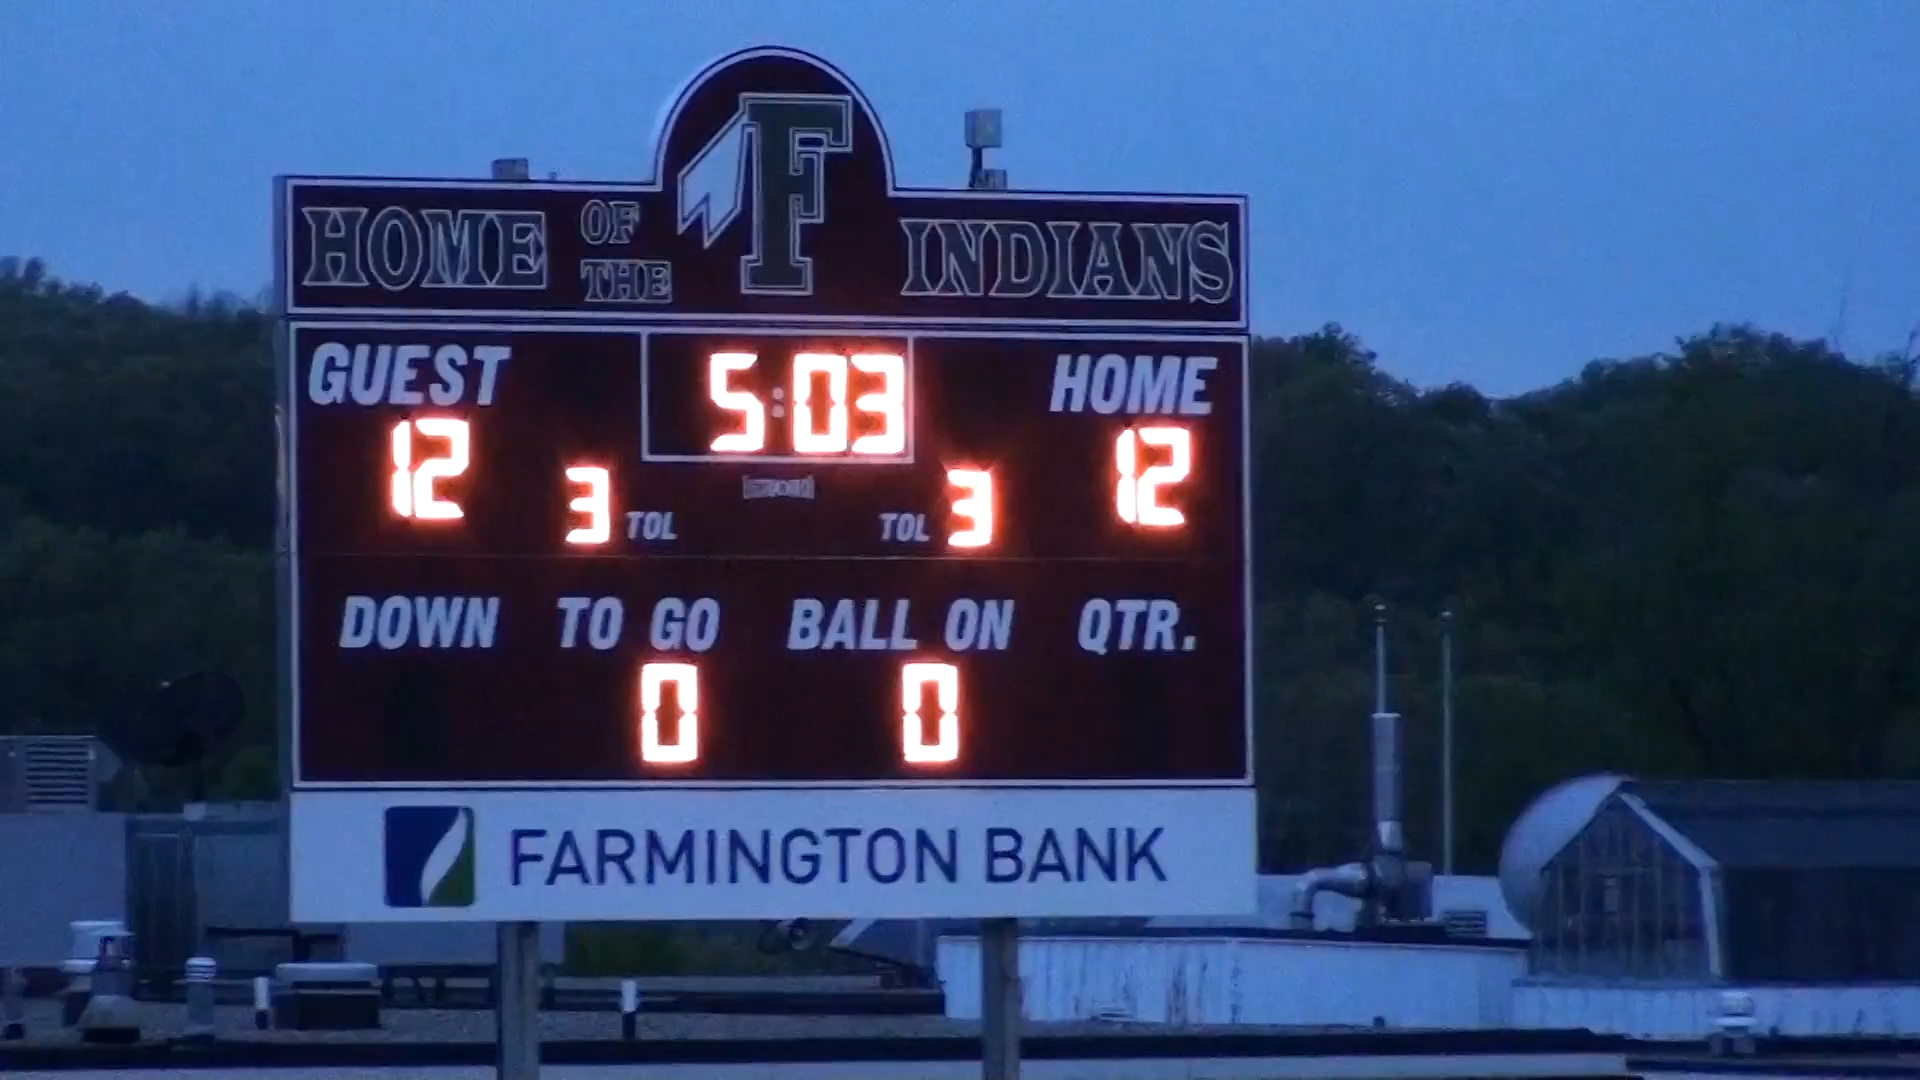 F
HOME OF THE INDIANS
GUEST 5:03 HOME
12 3 TOL TOL 3 12
DOWN TO GO BALL ON QTR.
0 0
FARMINGTON BANK